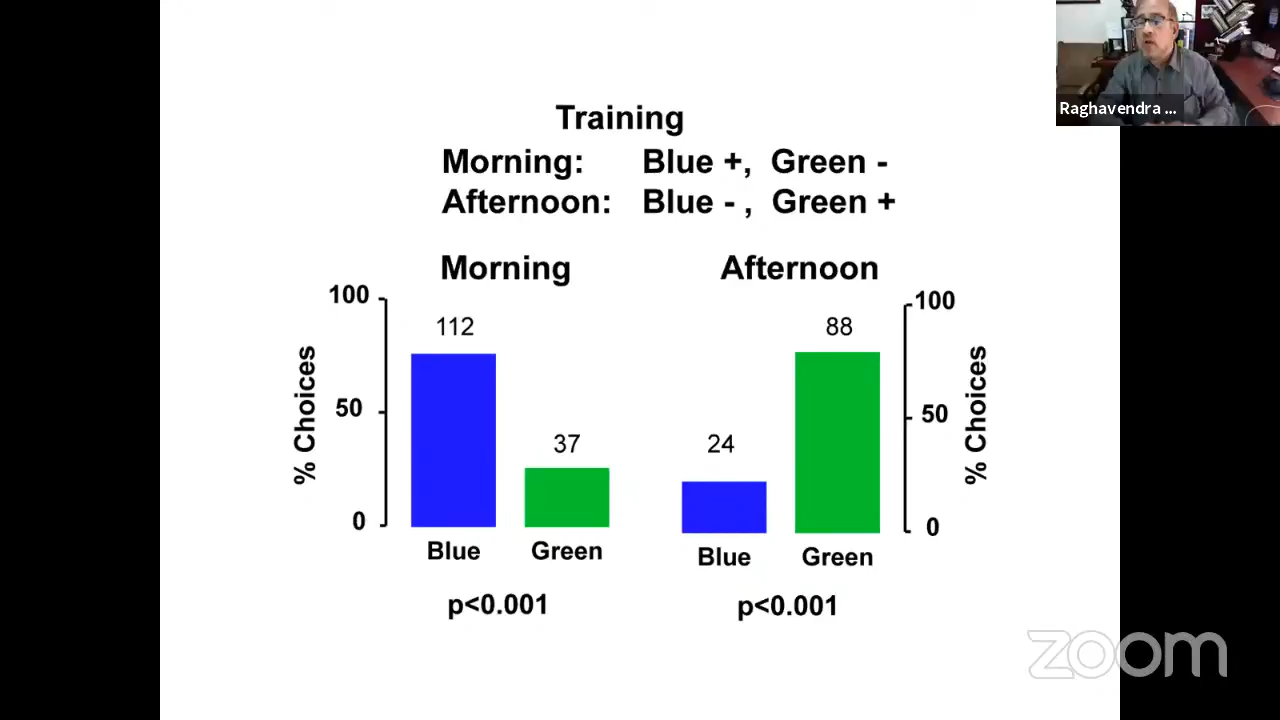 Raghavendra ...
Training
Morning: Blue +, Green -
Afternoon: Blue - , Green +
Morning
Afternoon
100
50
0
% Choices
112
37
Blue
Green
p<0.001
24
88
Blue
Green
100
50
0
% Choices
p<0.001
zoom